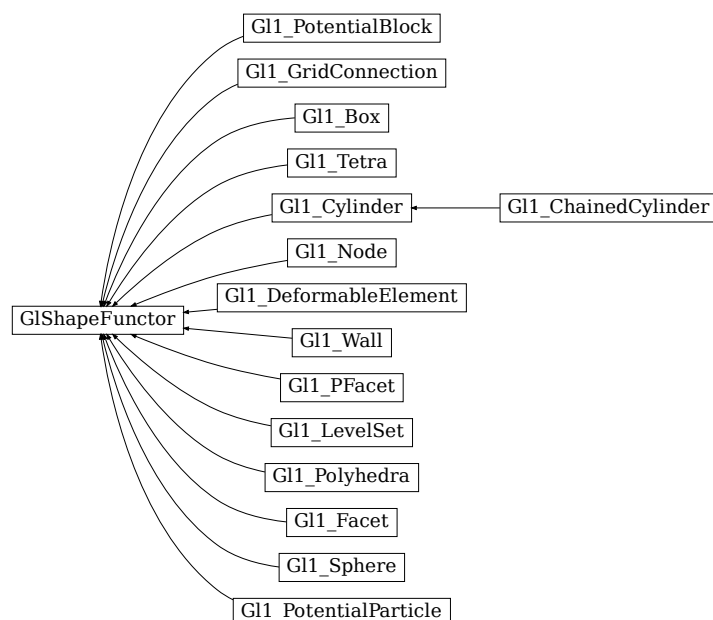 Gl1_PotentialBlock
Gl1_GridConnection
Gl1_Box
Gl1_Tetra
Gl1_Cylinder
Gl1_ChainedCylinder
Gl1_Node
Gl1_DeformableElement
GlShapeFunctor
Gl1_Wall
Gl1_PFacet
Gl1_LevelSet
Gl1_Polyhedra
Gl1_Facet
Gl1_Sphere
Gl1_PotentialParticle